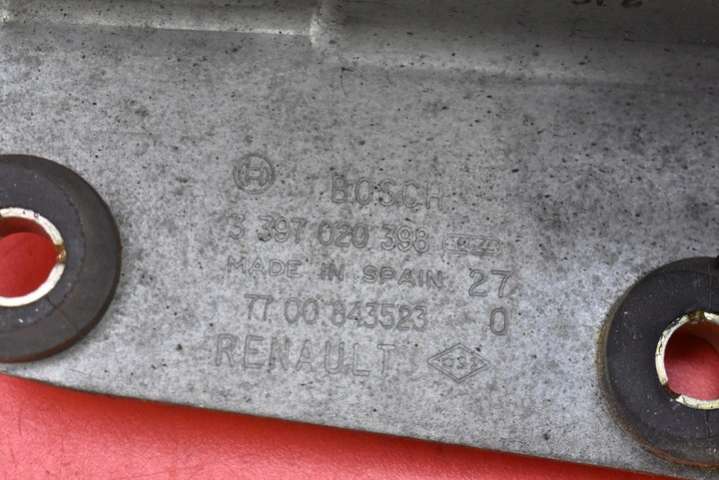 BOSCH
3 397 020 398
MADE IN SPAIN 27
77 00 843523 0
RENAULT